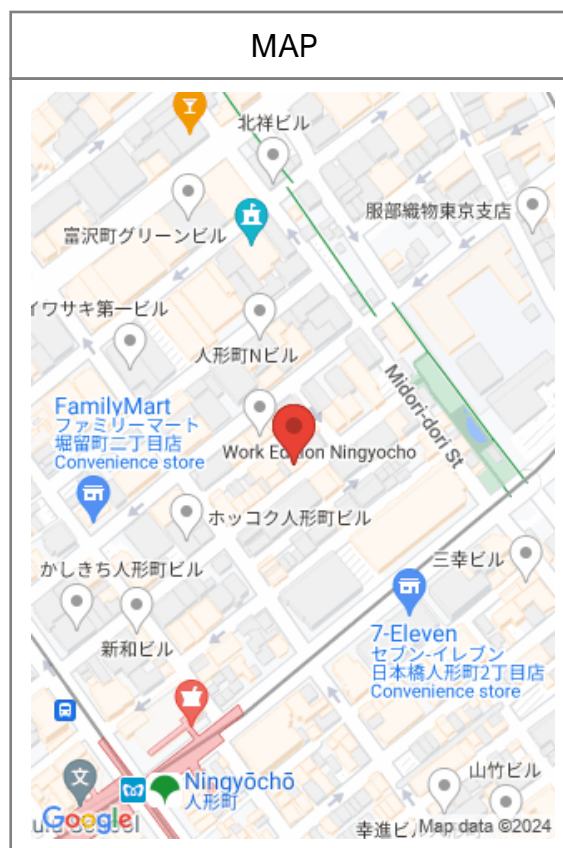 MAP
北祥ビル
服部織物東京支店
富沢町グリーンビル
イワサキ第一ビル
人形町Nビル
Midori-dori St
FamilyMart
ファミリーマート
堀留町二丁目店
Convenience store
Work Edition Ningyocho
ホッコク人形町ビル
三幸ビル
かしきち人形町ビル
7-Eleven
セブン-イレブン
日本橋人形町2丁目店
Convenience store
新和ビル
文
山竹ビル
Ningyōchō
人形町
Google
幸進ビル
Map data ©2024